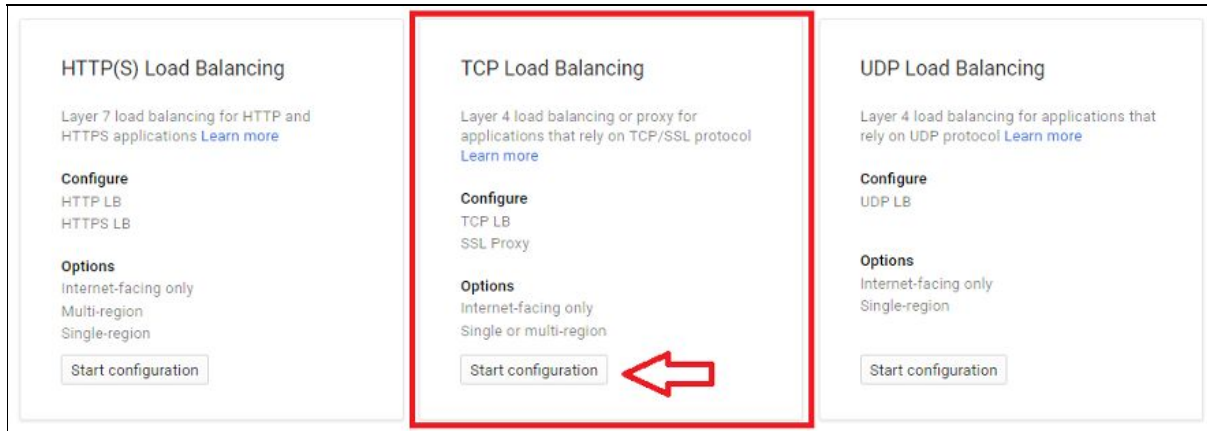 HTTP(S) Load Balancing
Layer 7 load balancing for HTTP and
HTTPS applications Learn more
Configure
HTTP LB
HTTPS LB
Options
Internet-facing only
Multi-region
Single-region
Start configuration
TCP Load Balancing
Layer 4 load balancing or proxy for
applications that rely on TCP/SSL protocol
Learn more
Configure
TCP LB
SSL Proxy
Options
Internet-facing only
Single or multi-region
Start configuration
UDP Load Balancing
Layer 4 load balancing for applications that
rely on UDP protocol Learn more
Configure
UDP LB
Options
Internet-facing only
Single-region
Start configuration